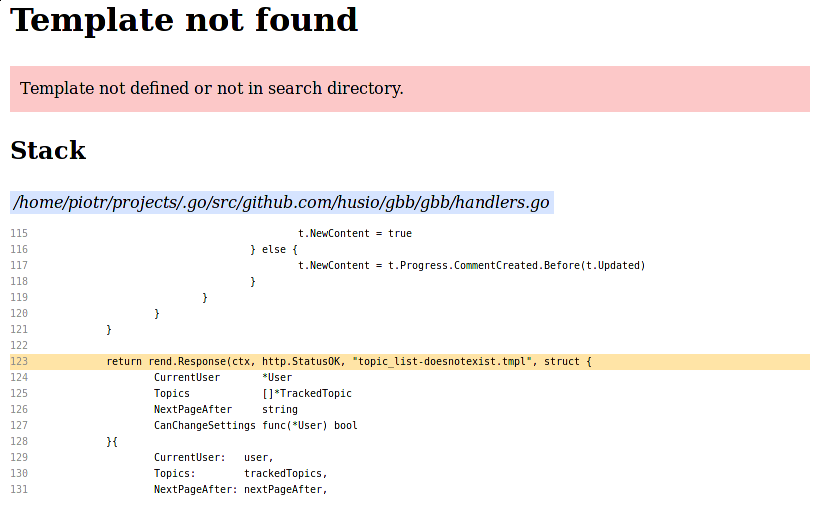 Template not found
Template not defined or not in search directory.
Stack
/home/piotr/projects/.go/src/github.com/husio/gbb/gbb/handlers.go
115 t.NewContent = true
116 } else {
117 t.NewContent = t.Progress.CommentCreated.Before(t.Updated)
118 }
119 }
120 }
121 }
122
123 return rend.Response(ctx, http.StatusOK, "topic_list-doesnotexist.tmpl", struct {
124 CurrentUser *User
125 Topics []*TrackedTopic
126 NextPageAfter string
127 CanChangeSettings func(*User) bool
128 }{
129 CurrentUser: user,
130 Topics: trackedTopics,
131 NextPageAfter: nextPageAfter,